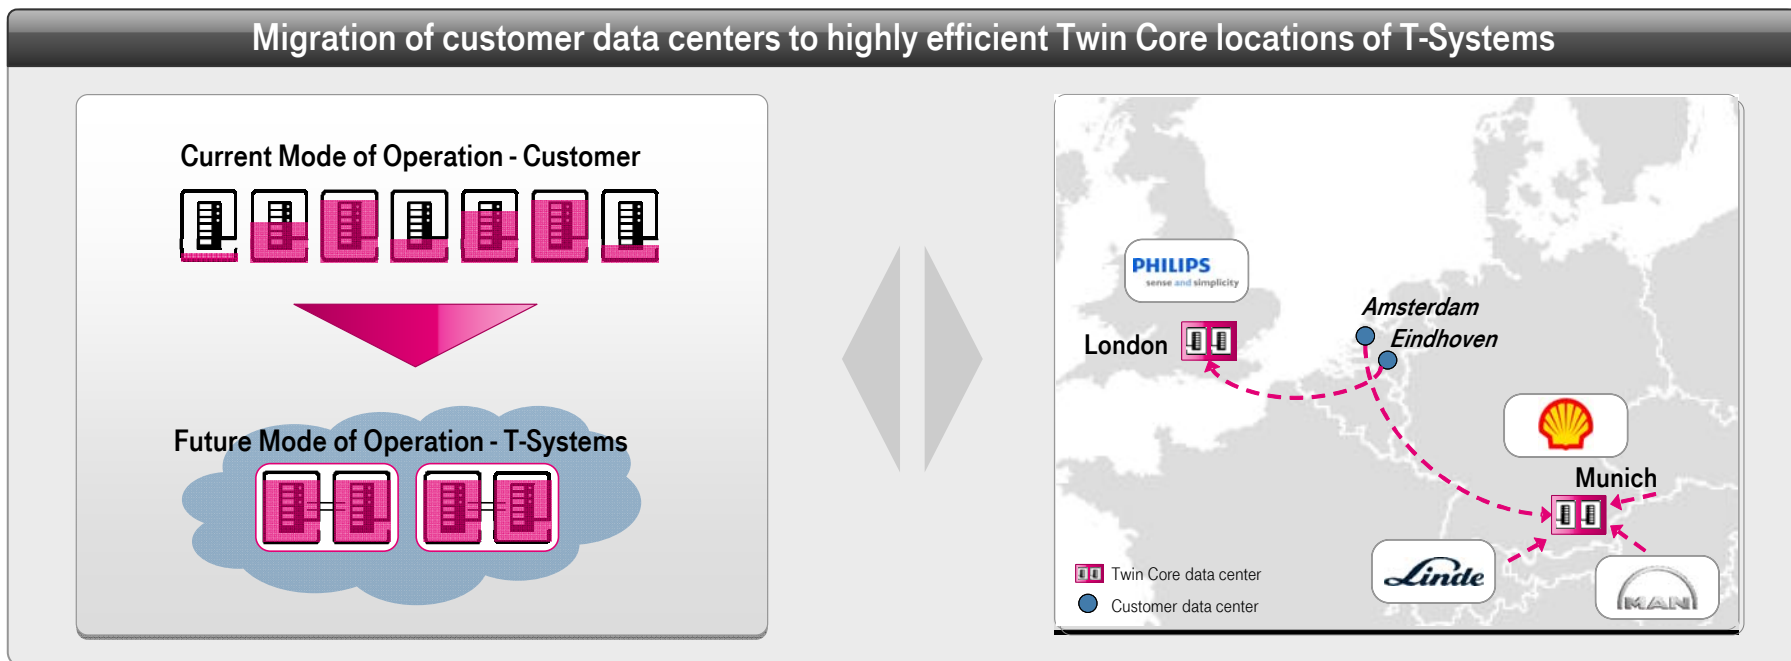 Migration of customer data centers to highly efficient Twin Core locations of T-Systems
Current Mode of Operation - Customer
Future Mode of Operation - T-Systems
PHILIPS
sense and simplicity
Amsterdam
Eindhoven
London
Munich
Linde
MAN
Twin Core data center
Customer data center